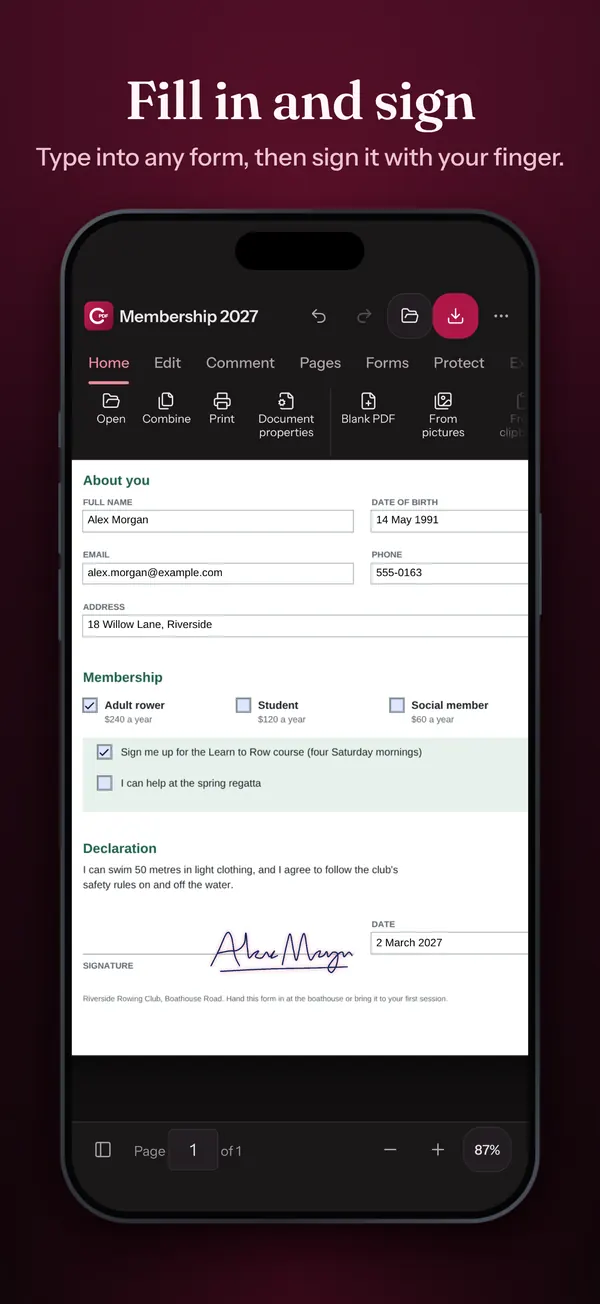 Fill in and sign
Type into any form, then sign it with your finger.
C PDF
Membership 2027
Home Edit Comment Pages Forms Protect
Open Combine Print Document properties Blank PDF From pictures
About you
FULL NAME DATE OF BIRTH
Alex Morgan 14 May 1991
EMAIL PHONE
alex.morgan@example.com 555-0163
ADDRESS
18 Willow Lane, Riverside
Membership
Adult rower Student Social member
$240 a year $120 a year $60 a year
Sign me up for the Learn to Row course (four Saturday mornings)
I can help at the spring regatta
Declaration
I can swim 50 metres in light clothing, and I agree to follow the club's
safety rules on and off the water.
DATE
Alex Morgan 2 March 2027
SIGNATURE
Riverside Rowing Club, Boathouse Road. Hand this form in at the boathouse or bring it to your first session.
Page 1 of 1 87%